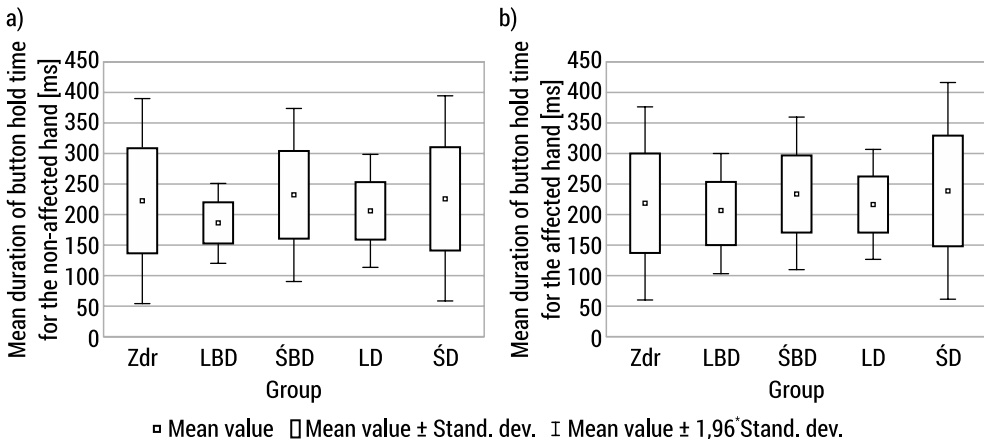 a)
Mean duration of button hold time
for the non-affected hand [ms]
450
400
350
300
250
200
150
100
50
0
Zdr LBD ŚBD LD ŚD
Group
b)
Mean duration of button hold time
for the affected hand [ms]
450
400
350
300
250
200
150
100
50
0
Zdr LBD ŚBD LD ŚD
Group
Mean value Mean value ± Stand. dev. Mean value ± 1,96*Stand. dev.